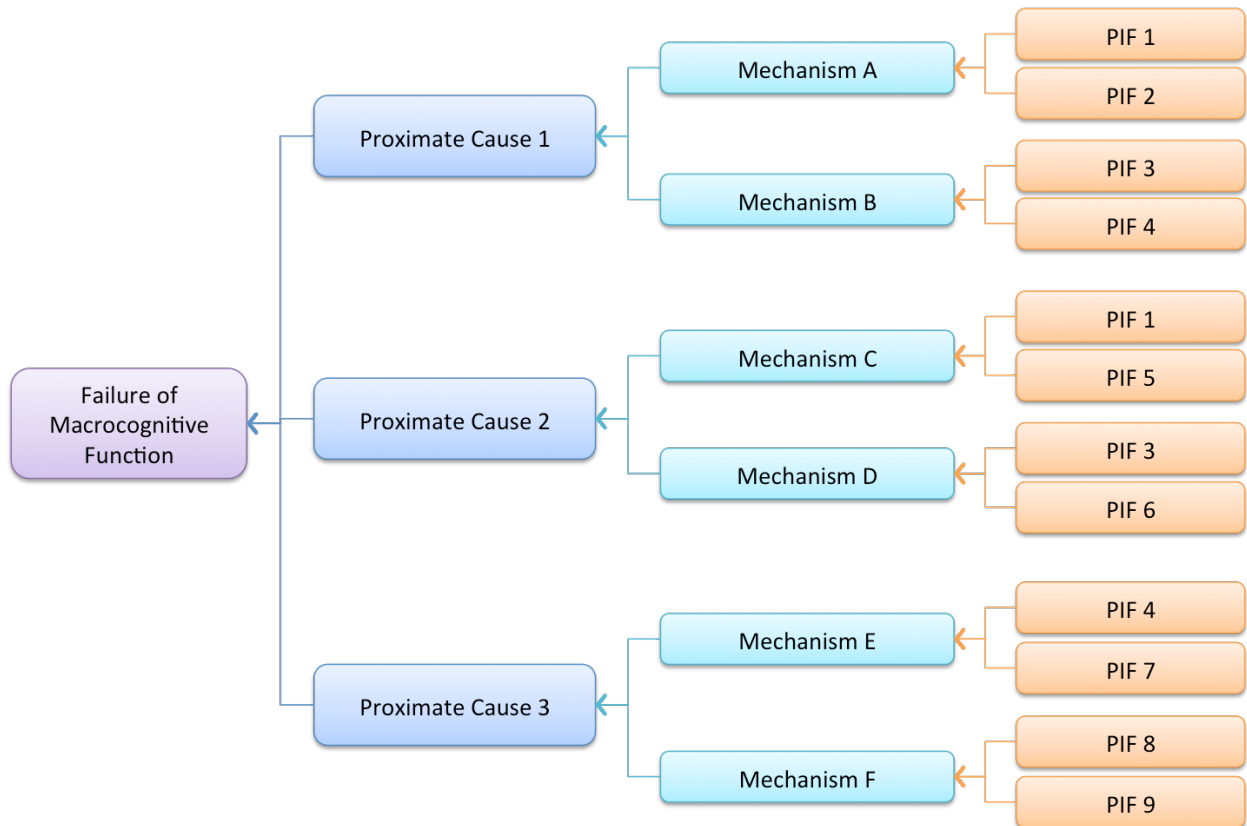 PIF 1
Mechanism A
PIF 2
Proximate Cause 1
PIF 3
Mechanism B
PIF 4
PIF 1
Mechanism C
PIF 5
Failure of
Macrocognitive
Function
Proximate Cause 2
PIF 3
Mechanism D
PIF 6
PIF 4
Mechanism E
PIF 7
Proximate Cause 3
PIF 8
Mechanism F
PIF 9